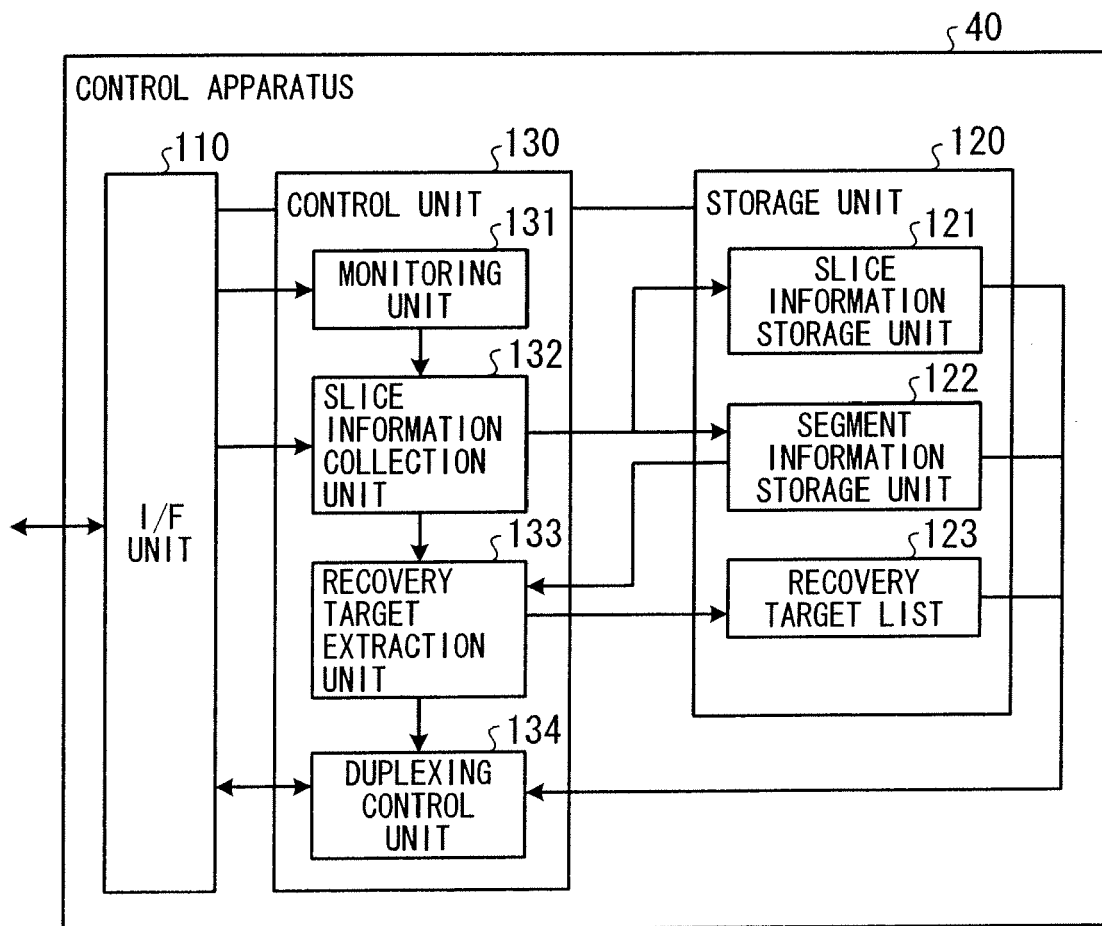 40
CONTROL APPARATUS
110
I/F
UNIT
130
CONTROL UNIT
131
MONITORING
UNIT
132
SLICE
INFORMATION
COLLECTION
UNIT
133
RECOVERY
TARGET
EXTRACTION
UNIT
134
DUPLEXING
CONTROL
UNIT
120
STORAGE UNIT
121
SLICE
INFORMATION
STORAGE UNIT
122
SEGMENT
INFORMATION
STORAGE UNIT
123
RECOVERY
TARGET LIST